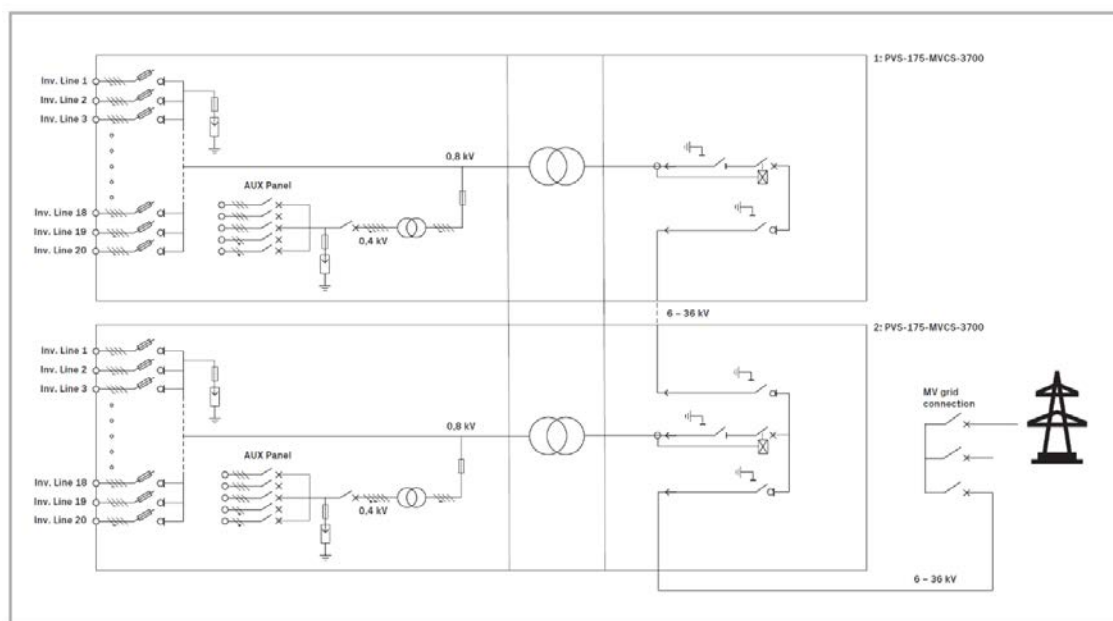 1: PVS-175-MVCS-3700
Inv. Line 1
Inv. Line 2
Inv. Line 3
0,8 kV
AUX Panel
Inv. Line 18
Inv. Line 19
Inv. Line 20
0,4 kV
6 – 36 kV
2: PVS-175-MVCS-3700
Inv. Line 1
Inv. Line 2
Inv. Line 3
MV grid
connection
0,8 kV
AUX Panel
Inv. Line 18
Inv. Line 19
Inv. Line 20
0,4 kV
6 – 36 kV